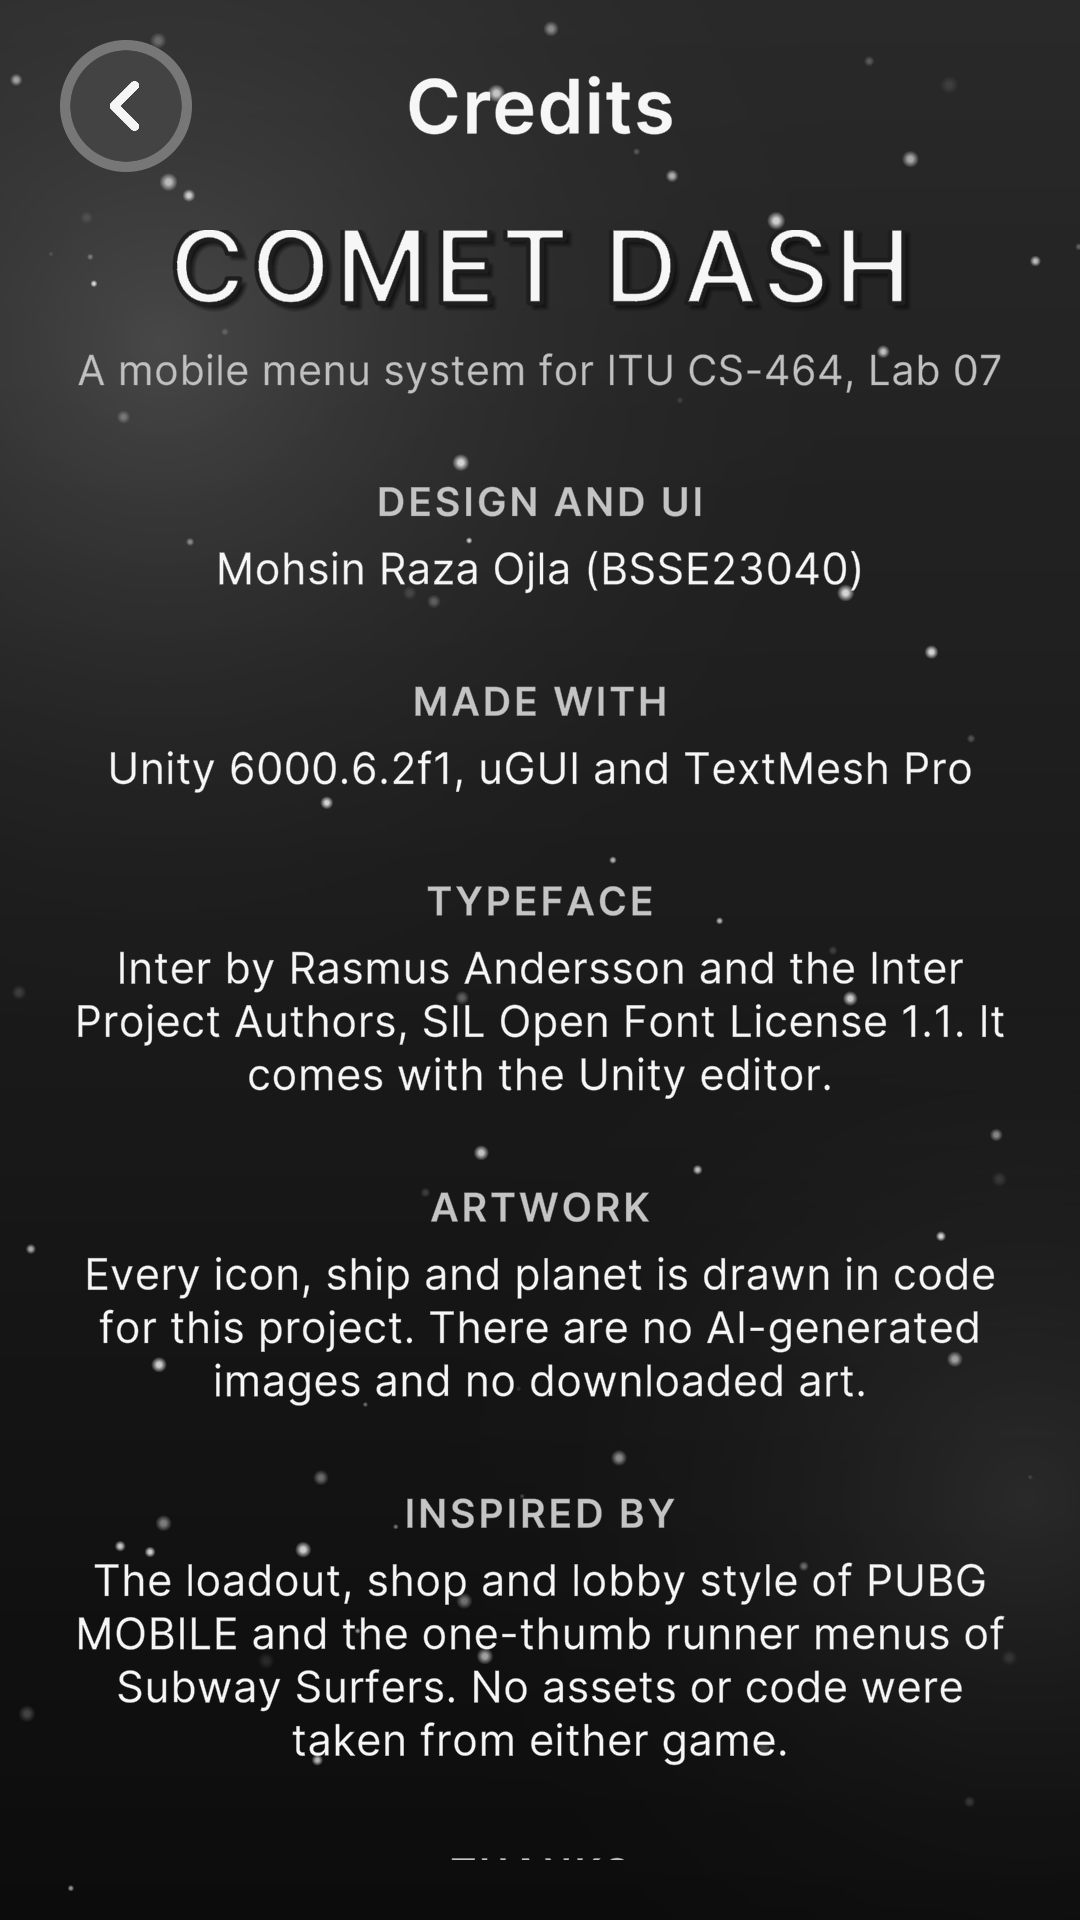 Credits
COMET DASH
A mobile menu system for ITU CS-464, Lab 07
DESIGN AND UI
Mohsin Raza Ojla (BSSE23040)
MADE WITH
Unity 6000.6.2f1, uGUI and TextMesh Pro
TYPEFACE
Inter by Rasmus Andersson and the Inter
Project Authors, SIL Open Font License 1.1. It
comes with the Unity editor.
ARTWORK
Every icon, ship and planet is drawn in code
for this project. There are no AI-generated
images and no downloaded art.
INSPIRED BY
The loadout, shop and lobby style of PUBG
MOBILE and the one-thumb runner menus of
Subway Surfers. No assets or code were
taken from either game.